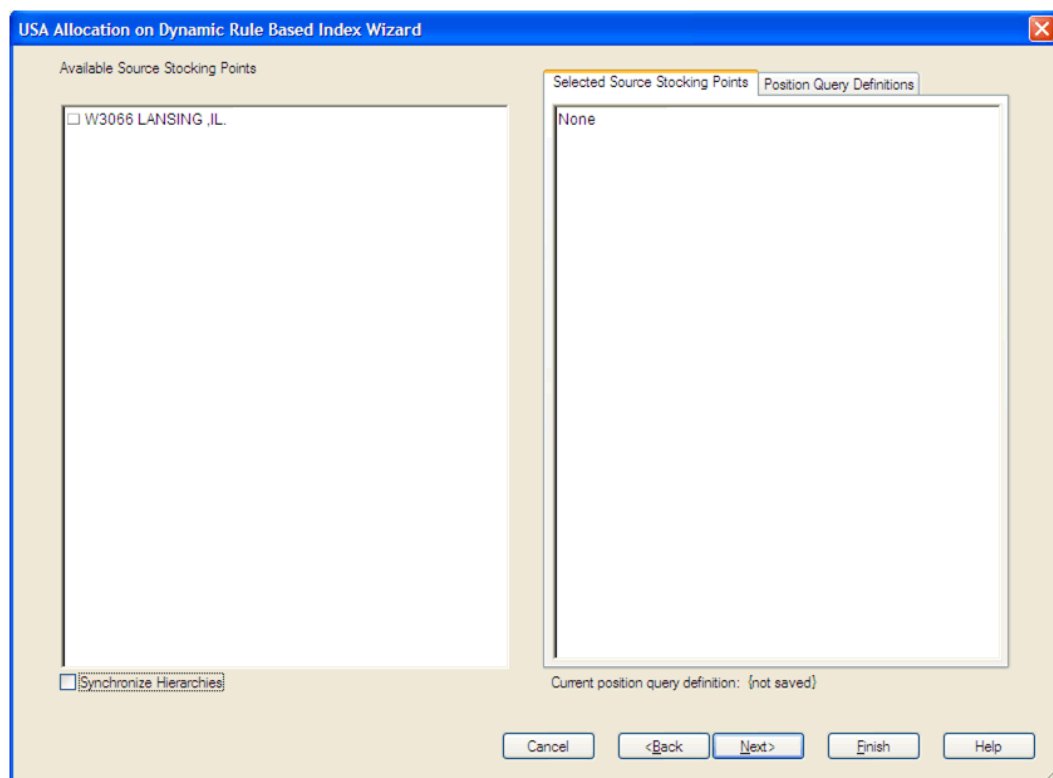 USA Allocation on Dynamic Rule Based Index Wizard
Available Source Stocking Points
W3066 LANSING ,IL.
Synchronize Hierarchies
Selected Source Stocking Points
Position Query Definitions
None
Current position query definition: {not saved}
Cancel
<Back
Next>
Finish
Help